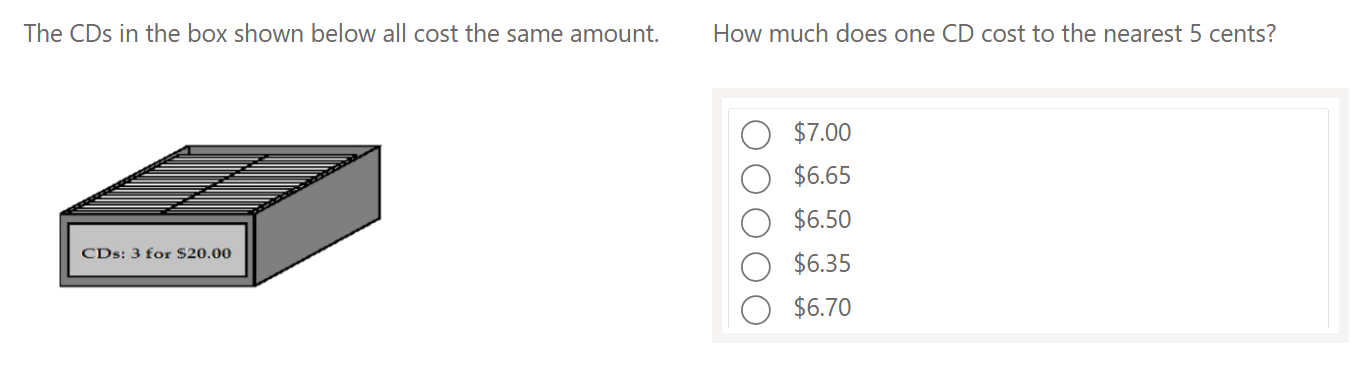 The CDs in the box shown below all cost the same amount.
CDs: 3 for $20.00
How much does one CD cost to the nearest 5 cents?
$7.00
$6.65
$6.50
$6.35
$6.70